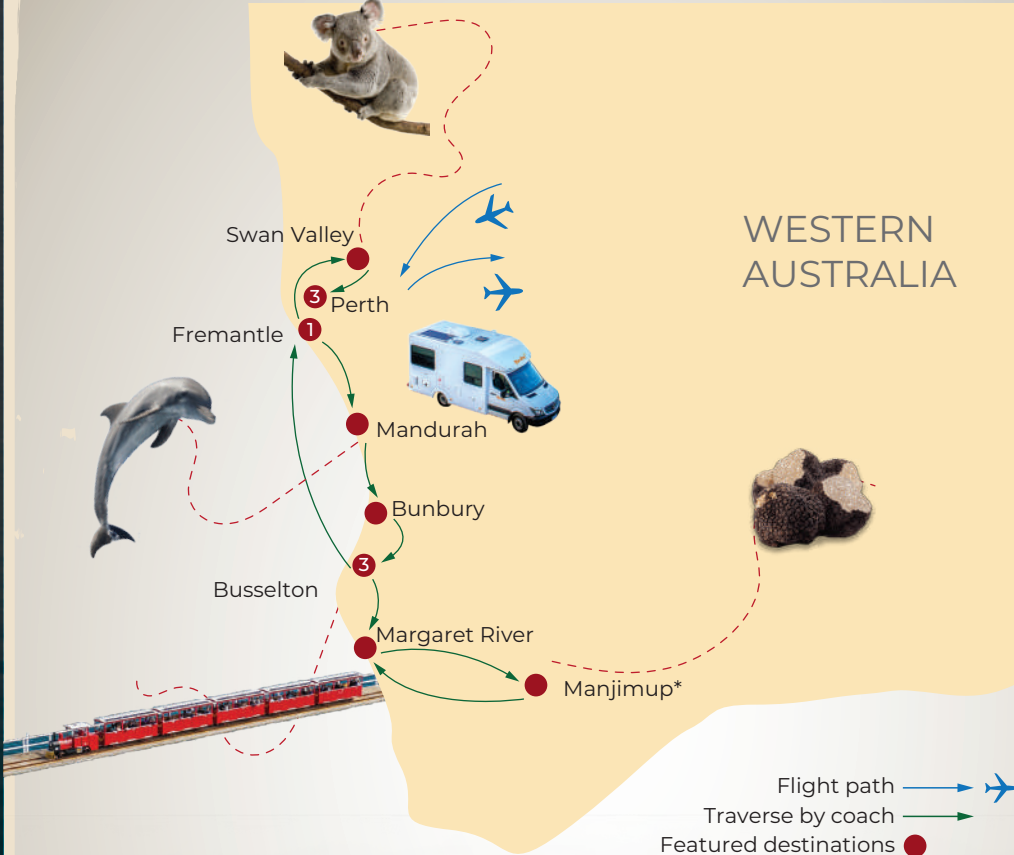 WESTERN
AUSTRALIA
Swan Valley
3
Perth
Fremantle
1
Mandurah
Bunbury
3
Busselton
Margaret River
Manjimup*
Flight path
Traverse by coach
Featured destinations